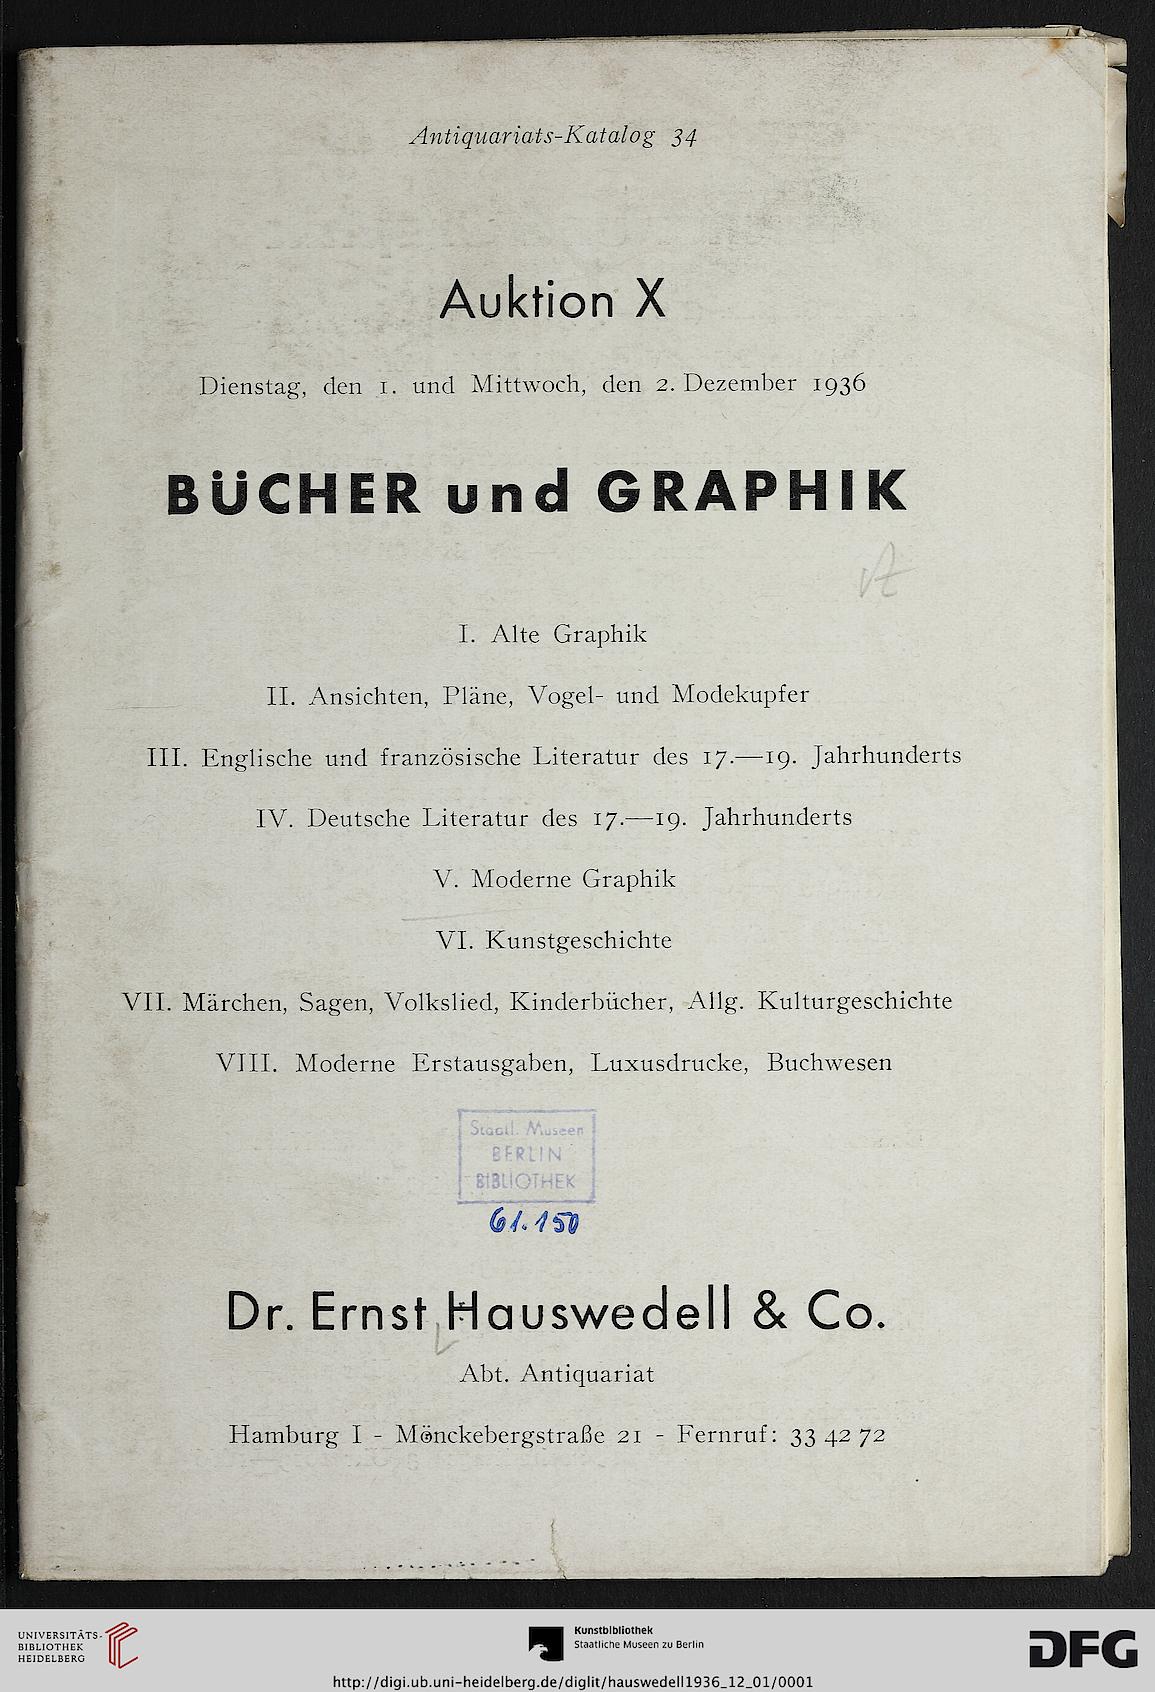 Antiquariats-Katalog 34
Auktion X
Dienstag, den 1. und Mittwoch, den 2. Dezember 1936
BÜCHER und GRAPHIK
I. Alte Graphik
II. Ansichten, Pläne, Vogel- und Modekupfer
III. Englische und französische Literatur des 17.—19. Jahrhunderts
IV. Deutsche Literatur des 17.—19. Jahrhunderts
V. Moderne Graphik
VI. Kunstgeschichte
VII. Märchen, Sagen, Volkslied, Kinderbücher, Allg. Kulturgeschichte
VIII. Moderne Erstausgaben, Luxusdrucke, Buchwesen
Staatl. Museen
BERLIN
BIBLIOTHEK
61.150
Dr. Ernst Hauswedell & Co.
Abt. Antiquariat
Hamburg I - Mönckebergstraße 21 - Fernruf: 33 42 72
UNIVERSITÄTS-
BIBLIOTHEK
HEIDELBERG
Kunstbibliothek
Staatliche Museen zu Berlin
DFG
http://digi.ub.uni-heidelberg.de/diglit/hauswedell1936_12_01/0001